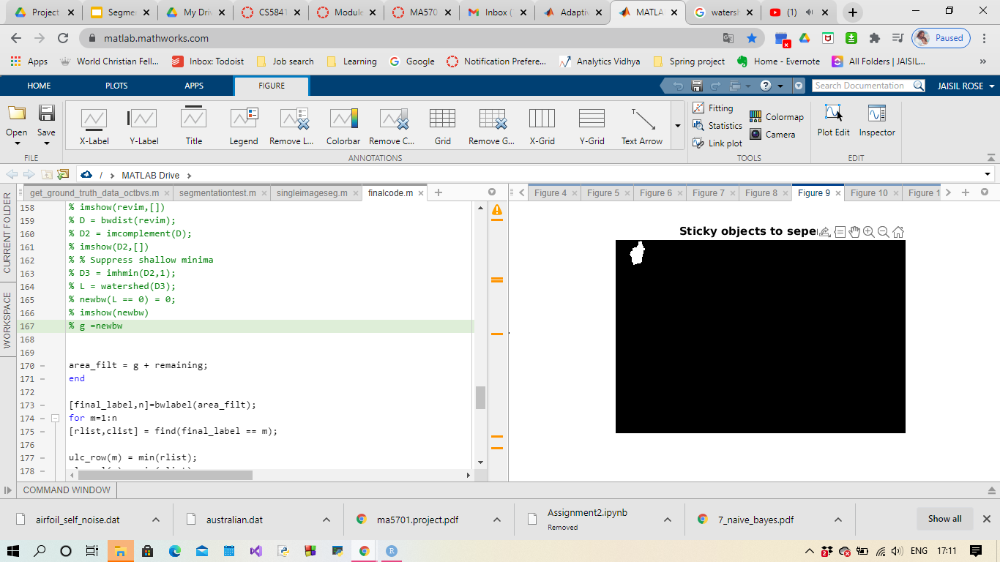 Project
Segme
My Dri
CS584
Module
MA570
Inbox (
Adaptiv
MATLA
watersh
(1)
matlab.mathworks.com
Paused
Apps
World Christian Fell...
Inbox: Todoist
Job search
Learning
Google
Notification Prefere...
Analytics Vidhya
Spring project
Home - Evernote
All Folders | JAISIL...
»
HOME
PLOTS
APPS
FIGURE
Search Documentation
JAISIL ROSE
Open
Save
FILE
X-Label
Y-Label
Title
Legend
Remove L...
Colorbar
Remove C...
Grid
Remove G...
X-Grid
Y-Grid
Text Arrow
ANNOTATIONS
Fitting
Statistics
Link plot
Colormap
Camera
TOOLS
Plot Edit
Inspector
EDIT
/ MATLAB Drive
CURRENT FOLDER
WORKSPACE
get_ground_truth_data_octbvs.m
segmentationtest.m
singleimageseg.m
finalcode.m
158 % imshow(revim,[])
159 % D = bwdist(revim);
160 % D2 = imcomplement(D);
161 % imshow(D2,[])
162 % % Suppress shallow minima
163 % D3 = imhmin(D2,1);
164 % L = watershed(D3);
165 % newbw(L == 0) = 0;
166 % imshow(newbw)
167 % g =newbw
168
169
170 area_filt = g + remaining;
171 end
172
173 [final_label,n]=bwlabel(area_filt);
174 for m=1:n
175 [rlist,clist] = find(final_label == m);
176
177 ulc_row(m) = min(rlist);
178
Figure 4
Figure 5
Figure 6
Figure 7
Figure 8
Figure 9
Figure 10
Figure 1
Sticky objects to sepe
COMMAND WINDOW
airfoil_self_noise.dat
australian.dat
ma5701.project.pdf
Assignment2.ipynb
Removed
7_naive_bayes.pdf
Show all
ENG
17:11